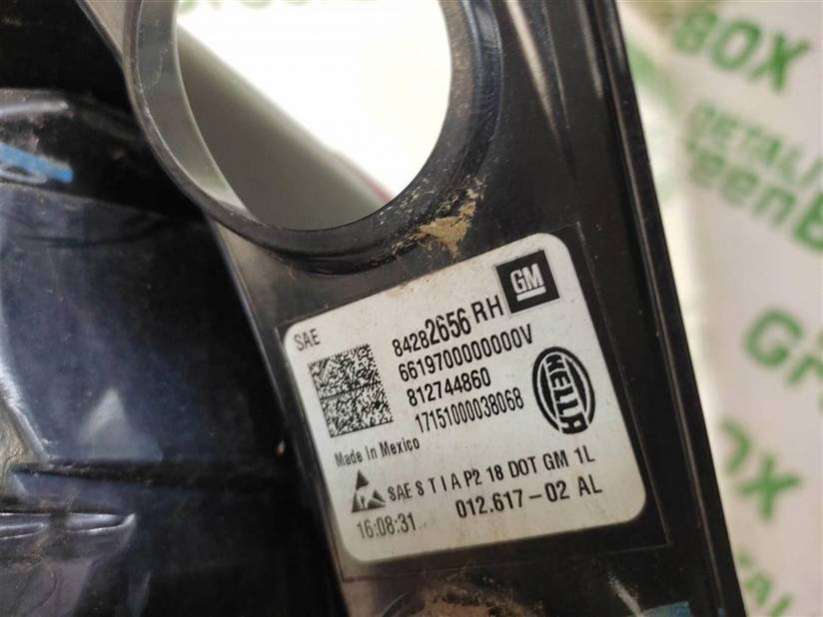 BOX
SAE
84282656 RH
GM
6619700000000V
812744860
17151000038068
HELLA
Made In Mexico
SAE S T I A P2 18 DOT GM 1L
16:08:31
012.617-02 AL